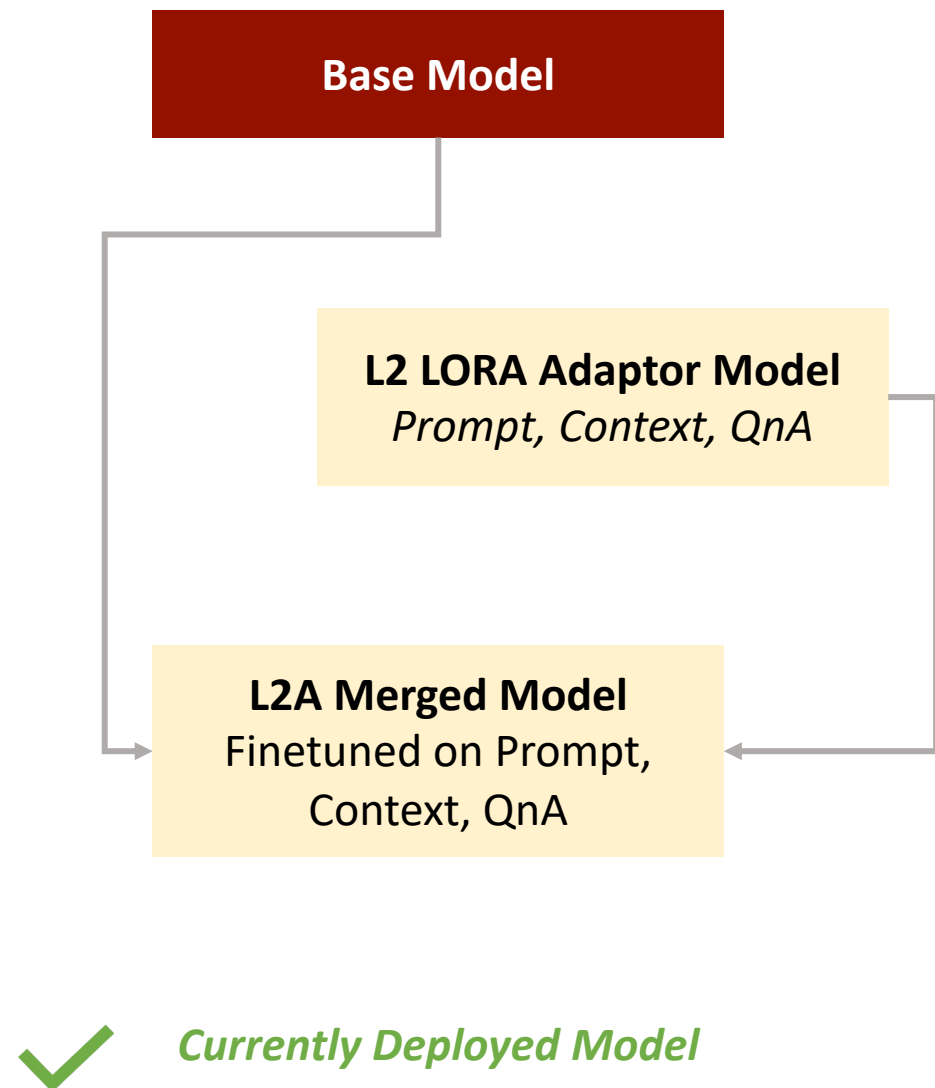 Base Model
L2 LORA Adaptor Model
Prompt, Context, QnA
L2A Merged Model
Finetuned on Prompt,
Context, QnA
Currently Deployed Model